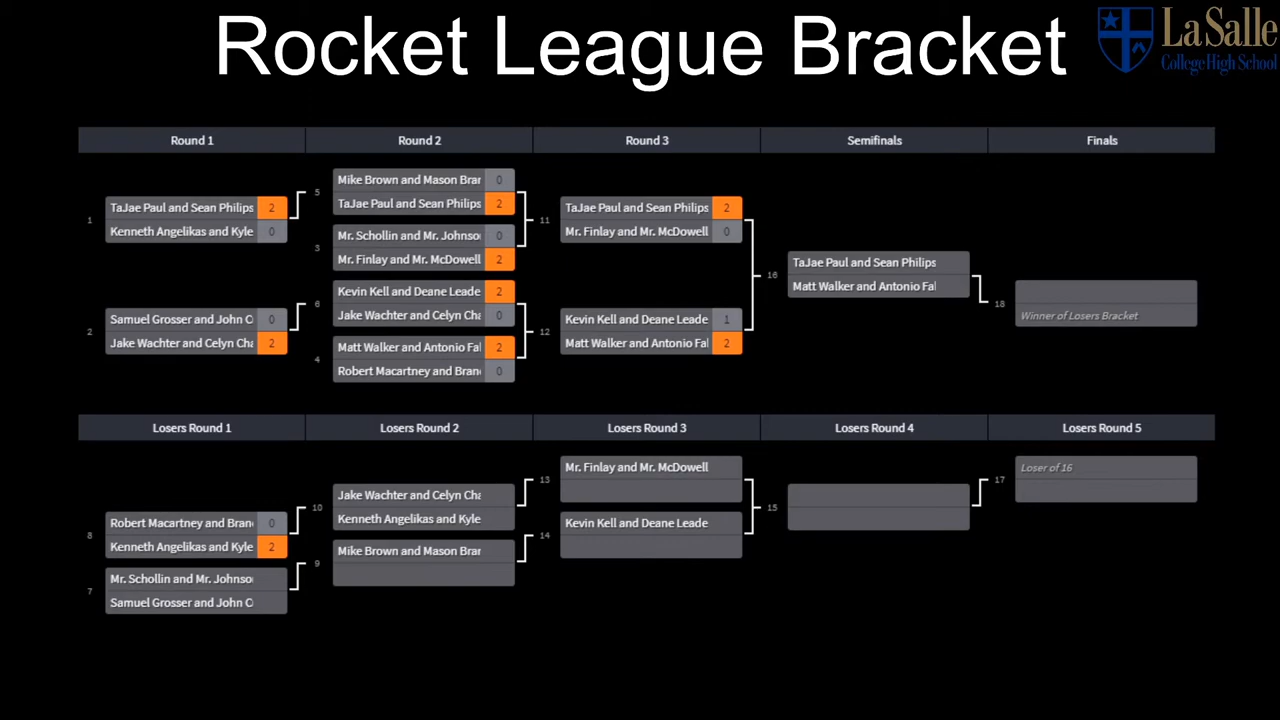 Rocket League Bracket
LaSalle
College High School
Round 1
Round 2
Round 3
Semifinals
Finals
1
TaJae Paul and Sean Philips 2
Kenneth Angelikas and Kyle 0
2
Samuel Grosser and John C 0
Jake Wachter and Celyn Cha 2
5
Mike Brown and Mason Brar 0
TaJae Paul and Sean Philips 2
3
Mr. Schollin and Mr. Johnso 0
Mr. Finlay and Mr. McDowell 2
6
Kevin Kell and Deane Leade 2
Jake Wachter and Celyn Cha 0
4
Matt Walker and Antonio Fal 2
Robert Macartney and Bran 0
11
TaJae Paul and Sean Philips 2
Mr. Finlay and Mr. McDowell 0
12
Kevin Kell and Deane Leade 1
Matt Walker and Antonio Fal 2
16
TaJae Paul and Sean Philips
Matt Walker and Antonio Fal
18
Winner of Losers Bracket
Losers Round 1
Losers Round 2
Losers Round 3
Losers Round 4
Losers Round 5
8
Robert Macartney and Bran 0
Kenneth Angelikas and Kyle 2
7
Mr. Schollin and Mr. Johnso
Samuel Grosser and John C
10
Jake Wachter and Celyn Cha
Kenneth Angelikas and Kyle
9
Mike Brown and Mason Brar
13
Mr. Finlay and Mr. McDowell
14
Kevin Kell and Deane Leade
15
17
Loser of 16